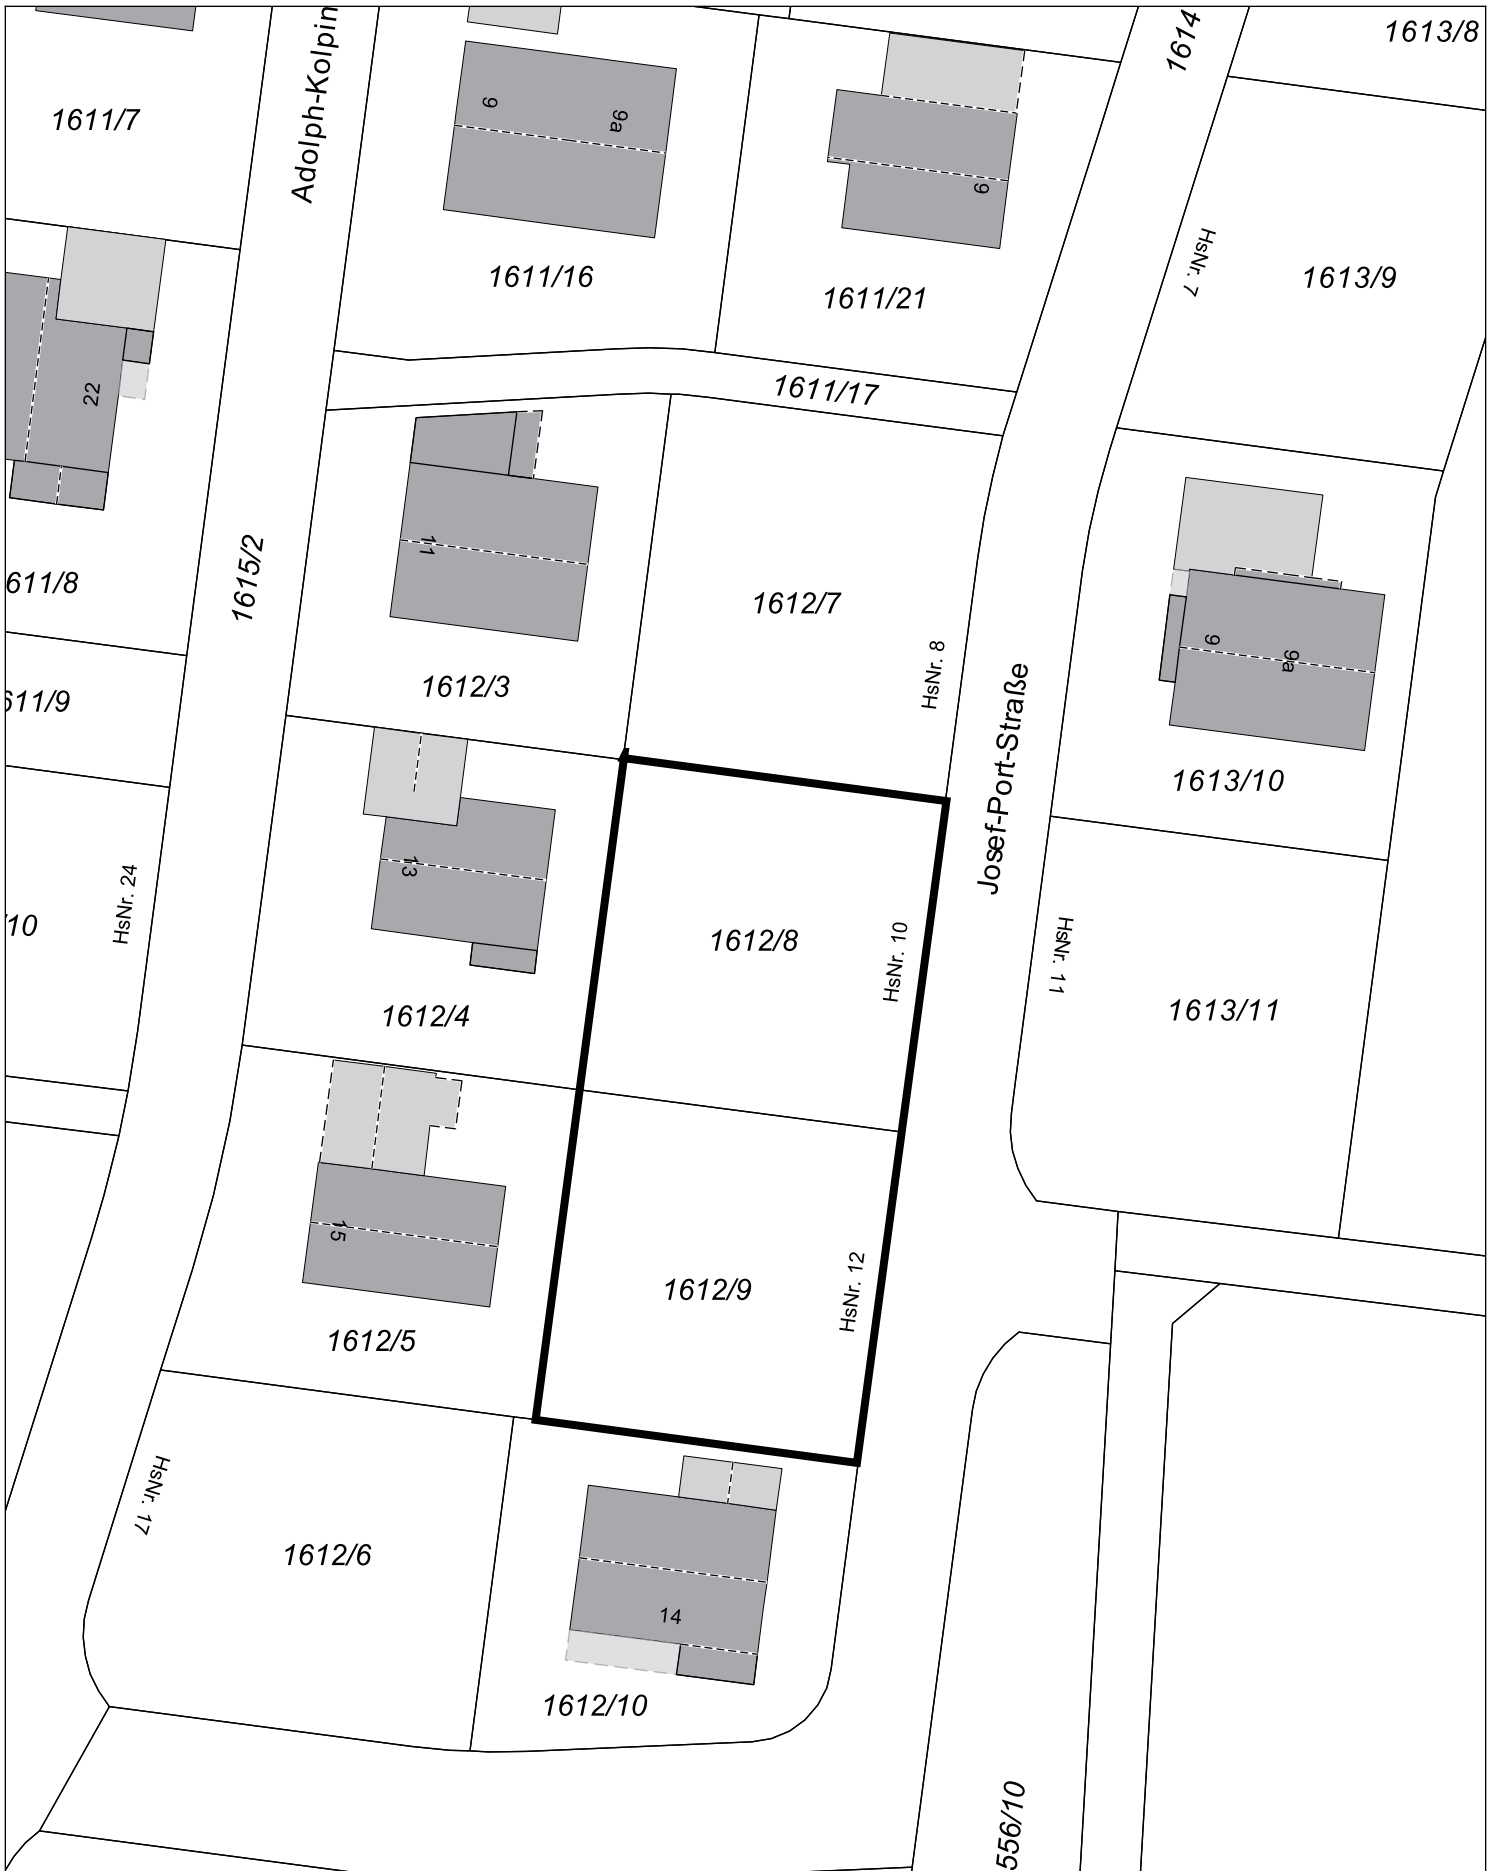 1613/8
1614
Adolph-Kolpin
1611/7
9
9a
9
1611/16
1611/21
HsNr. 7
1613/9
1611/17
22
11
1615/2
611/8
1612/7
9
9a
HsNr. 8
1612/3
611/9
Josef-Port-Straße
1613/10
13
HsNr. 24
/10
1612/8
HsNr. 10
HsNr. 11
1612/4
1613/11
15
1612/9
HsNr. 12
1612/5
HsNr. 17
1612/6
14
1612/10
556/10